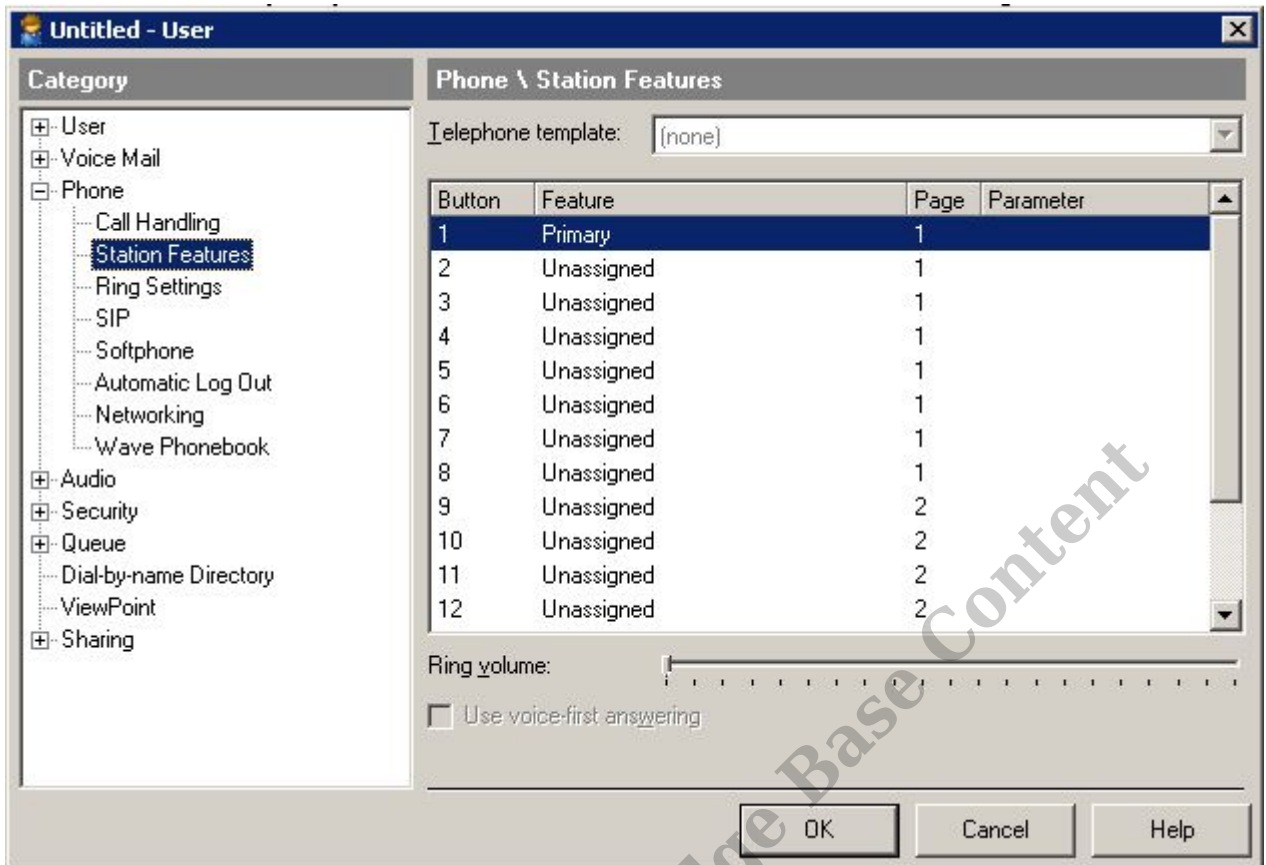 Untitled - User
Category
User
Voice Mail
Phone
Call Handling
Station Features
Ring Settings
SIP
Softphone
Automatic Log Out
Networking
Wave Phonebook
Audio
Security
Queue
Dial-by-name Directory
ViewPoint
Sharing
Phone \ Station Features
Telephone template: (none)
Button Feature Page Parameter
1 Primary 1
2 Unassigned 1
3 Unassigned 1
4 Unassigned 1
5 Unassigned 1
6 Unassigned 1
7 Unassigned 1
8 Unassigned 1
9 Unassigned 2
10 Unassigned 2
11 Unassigned 2
12 Unassigned 2
Ring volume:
Use voice-first answering
OK Cancel Help
Base Content